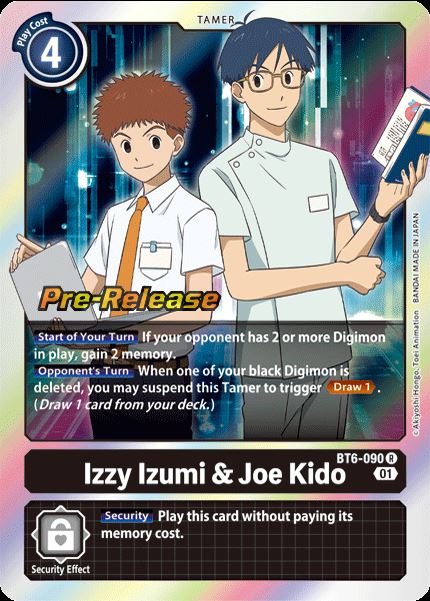 TAMER
Play Cost
4
Pre-Release
Start of Your Turn If your opponent has 2 or more Digimon
in play, gain 2 memory.
Opponent's Turn When one of your black Digimon is
deleted, you may suspend this Tamer to trigger Draw 1 .
(Draw 1 card from your deck.)
©Akiyoshi Hongo, Toei Animation BANDAI MADE IN JAPAN
BT6-090 R
Izzy Izumi & Joe Kido
01
Security Play this card without paying its
memory cost.
Security Effect